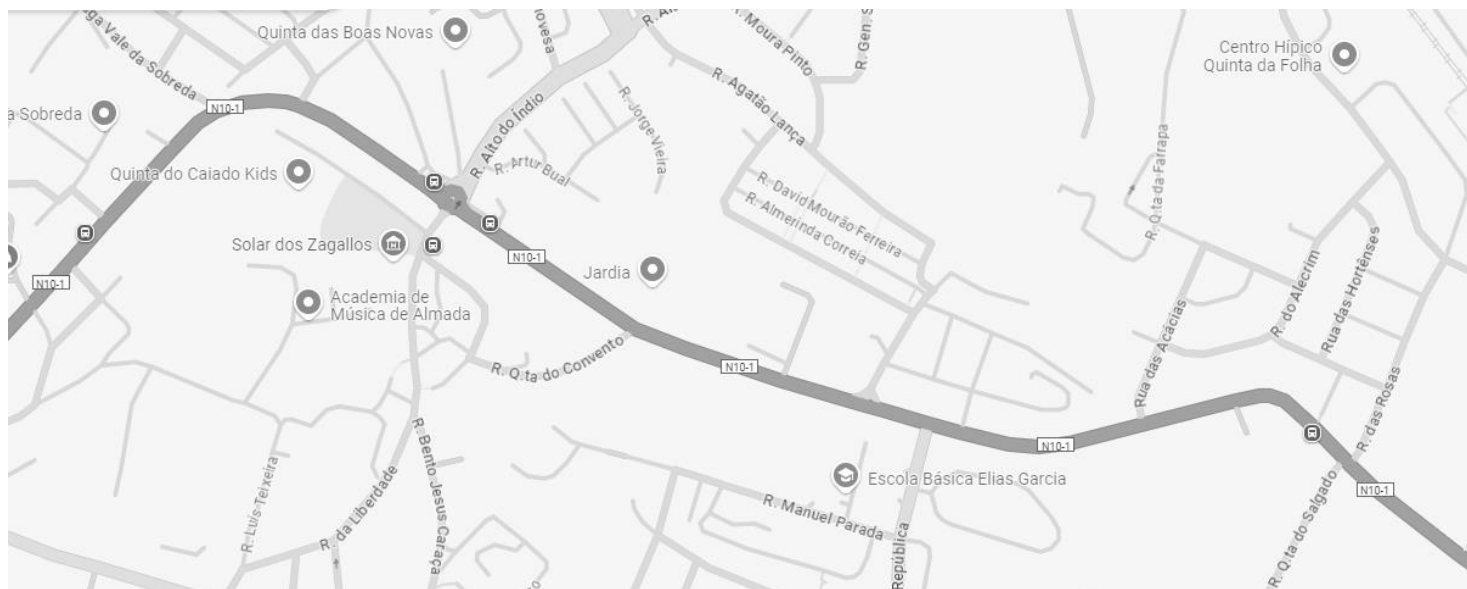 Quinta das Boas Novas
Vale da Sobreda
Sobreda
N10-1
Quinta do Caiado Kids
R. Alto do Índio
R. Artur Bual
R. Jorge Vieira
R. Moura Pinto
R. Gen.
R. Agatão Lança
R. David Mourão Ferreira
R. Almerinda Correia
Centro Hípico
Quinta da Folha
R. Q.ta da Farrapa
Solar dos Zagallos
N10-1
N10-1
Jardia
Academia de
Música de Almada
R. Q.ta do Convento
N10-1
Rua das Acácias
R. do Alecrim
Rua das Hortênses
R. das Rosas
N10-1
N10-1
R. Bento Jesus Caraça
R. Luis Teixeira
R. da Liberdade
Escola Básica Elias Garcia
R. Manuel Parada
República
R. Q.ta do Salgado